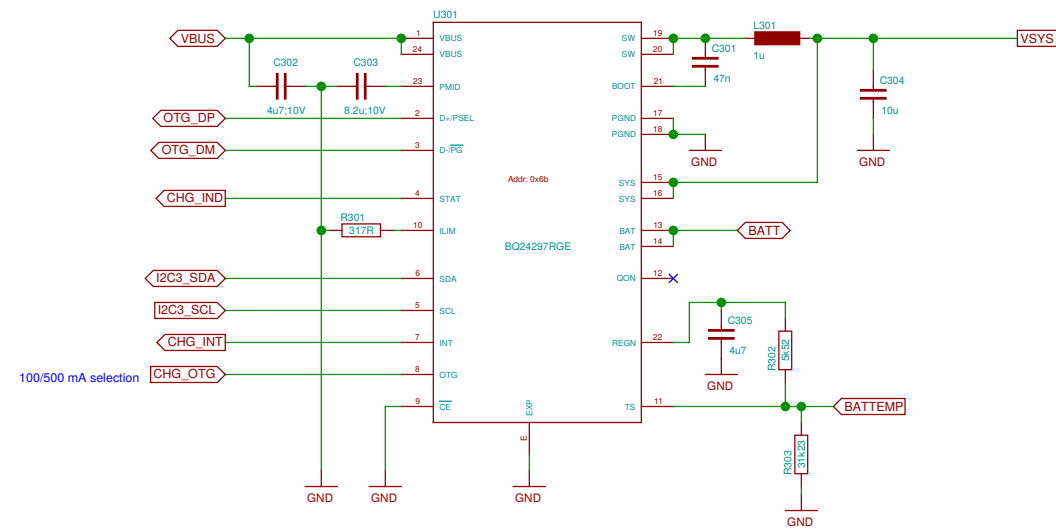 U301
VBUS
1
VBUS
24
VBUS
C302
4u7;10V
C303
8.2u;10V
23
PMID
OTG_DP
2
D+/PSEL
OTG_DM
3
D-/PG
CHG_IND
4
STAT
R301
317R
10
ILIM
I2C3_SDA
6
SDA
I2C3_SCL
5
SCL
CHG_INT
7
INT
100/500 mA selection
CHG_OTG
8
OTG
9
CE
GND
GND
Addr: 0x6b
BQ24297RGE
EXP
E
GND
SW
19
SW
20
BOOT
21
C301
47n
L301
1u
VSYS
C304
10u
GND
PGND
17
PGND
18
GND
SYS
15
SYS
16
BAT
13
BAT
14
BATT
QON
12
REGN
22
C305
4u7
GND
R302
5k52
TS
11
BATTEMP
R303
31k23
GND